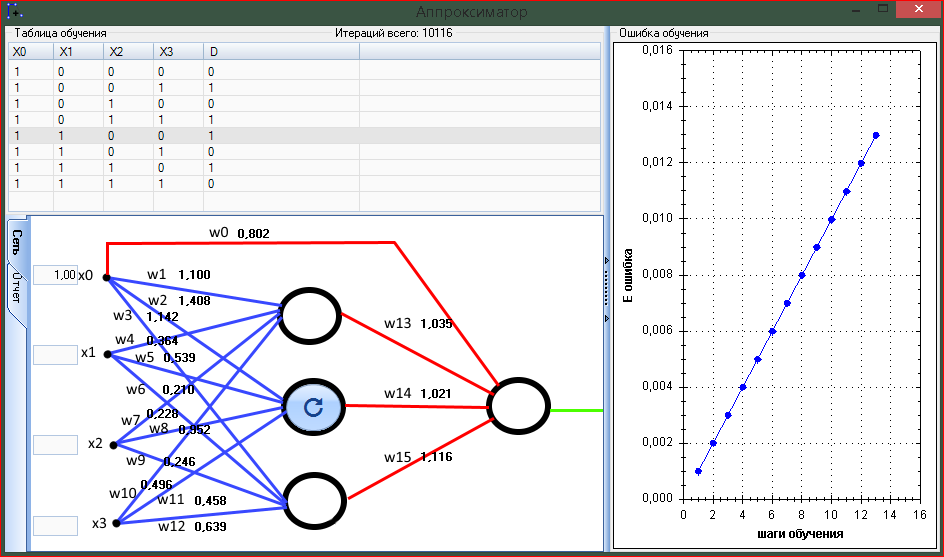 Аппроксиматор
Таблица обучения
Итераций всего: 10116
X0 X1 X2 X3 D
1 0 0 0 0
1 0 0 1 1
1 0 1 0 0
1 0 1 1 1
1 1 0 0 1
1 1 0 1 0
1 1 1 0 1
1 1 1 1 0
Сеть
Отчет
w0 0,802
1,00 x0
w1 1,100
w2 1,408
w3 1,142
w4 0,364
x1
w5 0,539
w6 0,210
w7 0,228
w8 0,952
x2
w9 0,246
w10 0,496
w11 0,458
x3
w12 0,639
w13 1,039
w14 1,021
w15 1,116
Ошибка обучения
E ошибка
0,016
0,014
0,012
0,010
0,008
0,006
0,004
0,002
0,000
0 2 4 6 8 10 12 14 16
шаги обучения